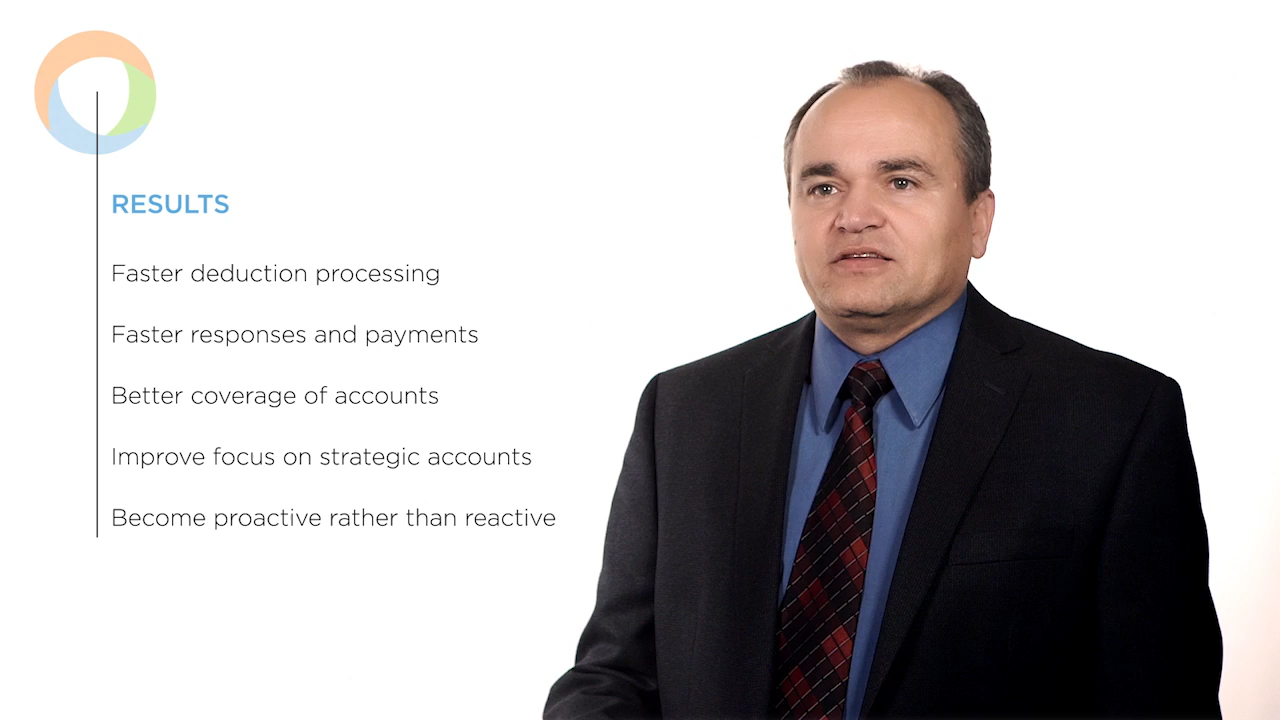 RESULTS
Faster deduction processing
Faster responses and payments
Better coverage of accounts
Improve focus on strategic accounts
Become proactive rather than reactive